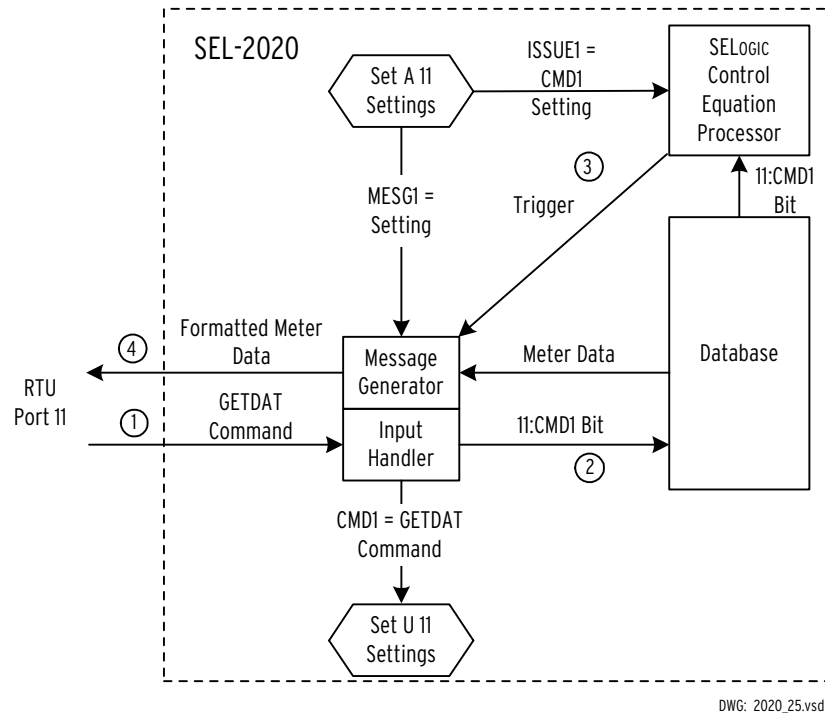 SEL-2020
Set A 11
Settings
ISSUE1 =
CMD1
Setting
SELOGIC
Control
Equation
Processor
MESG1 =
Setting
3
Trigger
11:CMD1
Bit
4
Formatted Meter
Data
Message
Generator
Meter Data
Database
RTU
Port 11
1
GETDAT
Command
Input
Handler
11:CMD1 Bit
2
CMD1 = GETDAT
Command
Set U 11
Settings
DWG: 2020_25.vsd